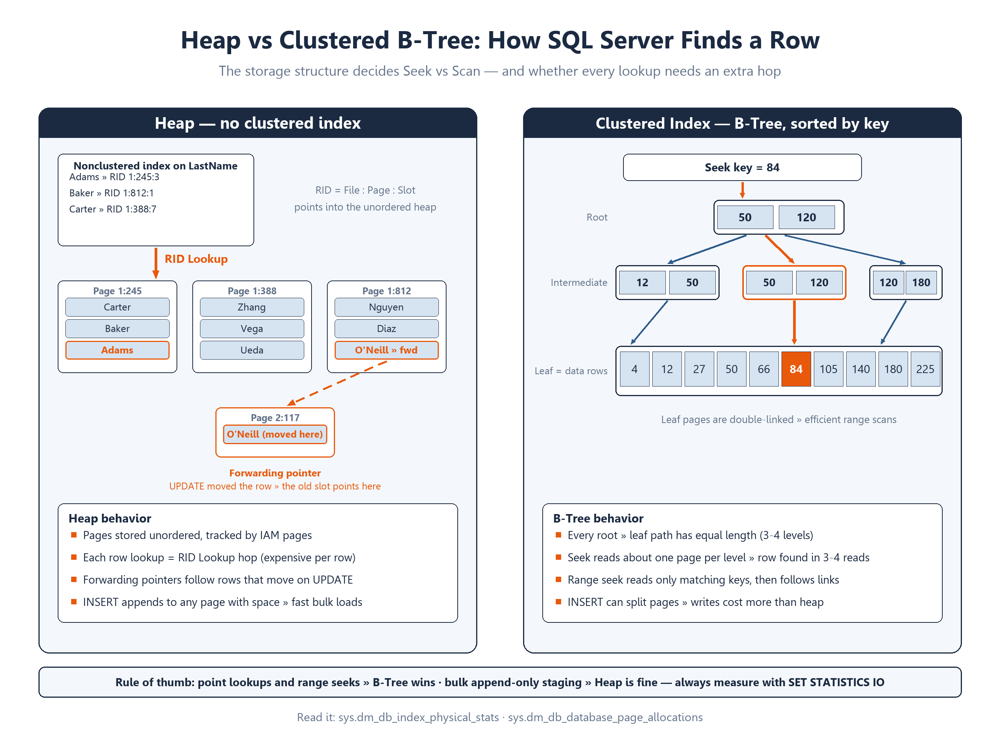 Heap vs Clustered B-Tree: How SQL Server Finds a Row
The storage structure decides Seek vs Scan — and whether every lookup needs an extra hop
Heap — no clustered index
Nonclustered index on LastName
Adams » RID 1:245:3
Baker » RID 1:812:1
Carter » RID 1:388:7
RID = File : Page : Slot
points into the unordered heap
RID Lookup
Page 1:245
Carter
Baker
Adams
Page 1:388
Zhang
Vega
Ueda
Page 1:812
Nguyen
Diaz
O'Neill » fwd
Page 2:117
O'Neill (moved here)
Forwarding pointer
UPDATE moved the row » the old slot points here
Heap behavior
Pages stored unordered, tracked by IAM pages
Each row lookup = RID Lookup hop (expensive per row)
Forwarding pointers follow rows that move on UPDATE
INSERT appends to any page with space » fast bulk loads
Clustered Index — B-Tree, sorted by key
Seek key = 84
Root
50 120
Intermediate
12 50
50 120
120 180
Leaf = data rows
4 12 27 50 66 84 105 140 180 225
Leaf pages are double-linked » efficient range scans
B-Tree behavior
Every root » leaf path has equal length (3-4 levels)
Seek reads about one page per level » row found in 3-4 reads
Range seek reads only matching keys, then follows links
INSERT can split pages » writes cost more than heap
Rule of thumb: point lookups and range seeks » B-Tree wins · bulk append-only staging » Heap is fine — always measure with SET STATISTICS IO
Read it: sys.dm_db_index_physical_stats · sys.dm_db_database_page_allocations